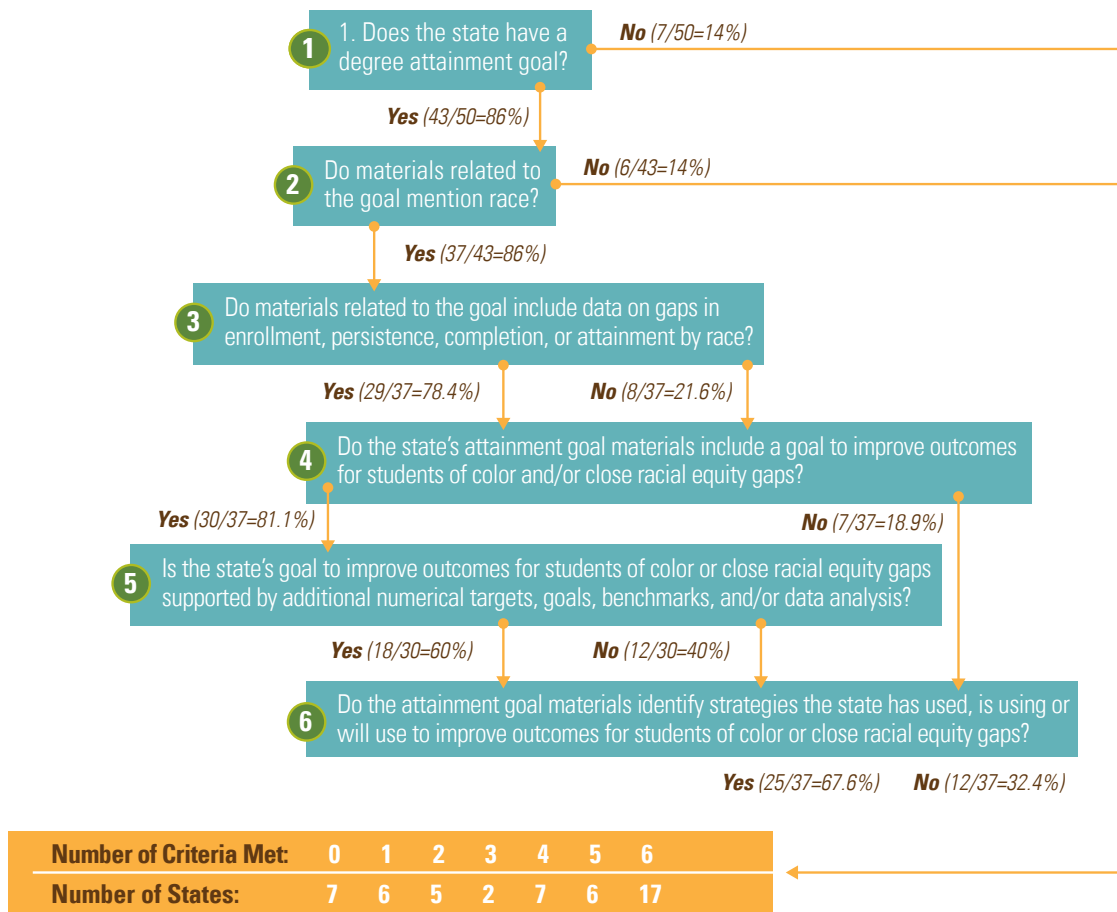 1
1. Does the state have a
degree attainment goal?
No (7/50=14%)
Yes (43/50=86%)
2
Do materials related to
the goal mention race?
No (6/43=14%)
Yes (37/43=86%)
3
Do materials related to the goal include data on gaps in
enrollment, persistence, completion, or attainment by race?
Yes (29/37=78.4%)
No (8/37=21.6%)
4
Do the state's attainment goal materials include a goal to improve outcomes
for students of color and/or close racial equity gaps?
Yes (30/37=81.1%)
No (7/37=18.9%)
5
Is the state's goal to improve outcomes for students of color or close racial equity gaps
supported by additional numerical targets, goals, benchmarks, and/or data analysis?
Yes (18/30=60%)
No (12/30=40%)
6
Do the attainment goal materials identify strategies the state has used, is using or
will use to improve outcomes for students of color or close racial equity gaps?
Yes (25/37=67.6%)
No (12/37=32.4%)
Number of Criteria Met: 0 1 2 3 4 5 6
Number of States: 7 6 5 2 7 6 17